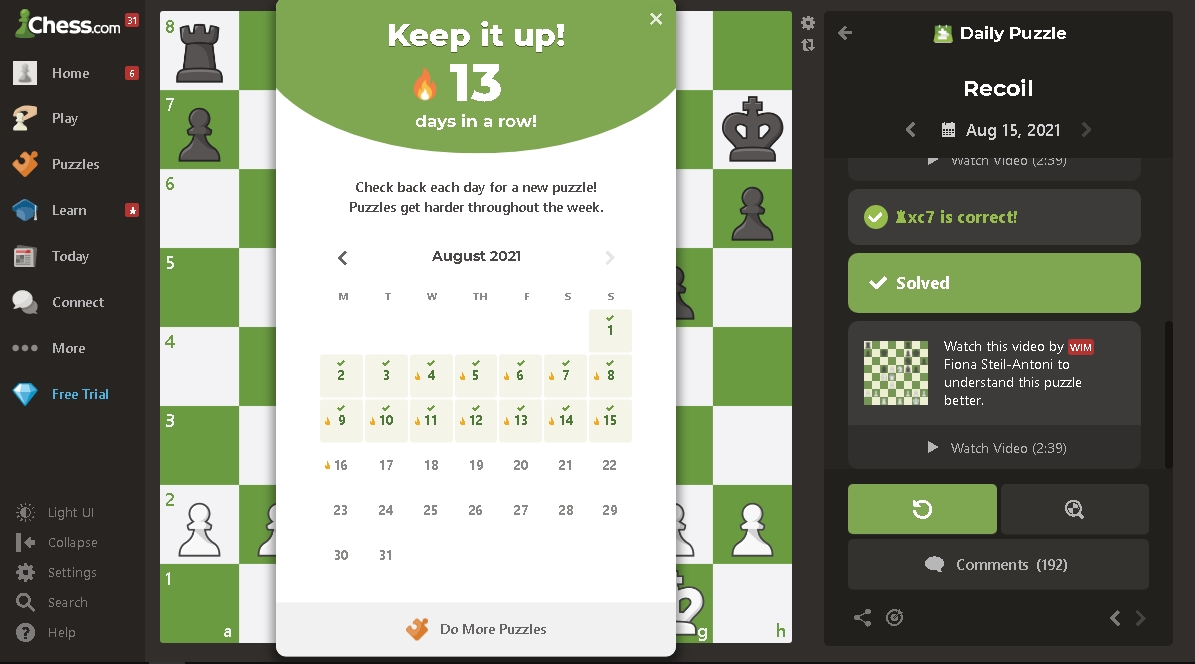 Chess.com
31
Home
6
Play
Puzzles
Learn
Today
Connect
More
Free Trial
Light UI
Collapse
Settings
Search
Help
8
7
6
5
4
3
2
1
a
g
h
Keep it up!
13
days in a row!
Check back each day for a new puzzle!
Puzzles get harder throughout the week.
August 2021
M T W TH F S S
1
2 3 4 5 6 7 8
9 10 11 12 13 14 15
16 17 18 19 20 21 22
23 24 25 26 27 28 29
30 31
Do More Puzzles
Daily Puzzle
Recoil
Aug 15, 2021
Watch Video (2:39)
xc7 is correct!
Solved
Watch this video by WIM
Fiona Steil-Antoni to
understand this puzzle
better.
Watch Video (2:39)
Comments (192)